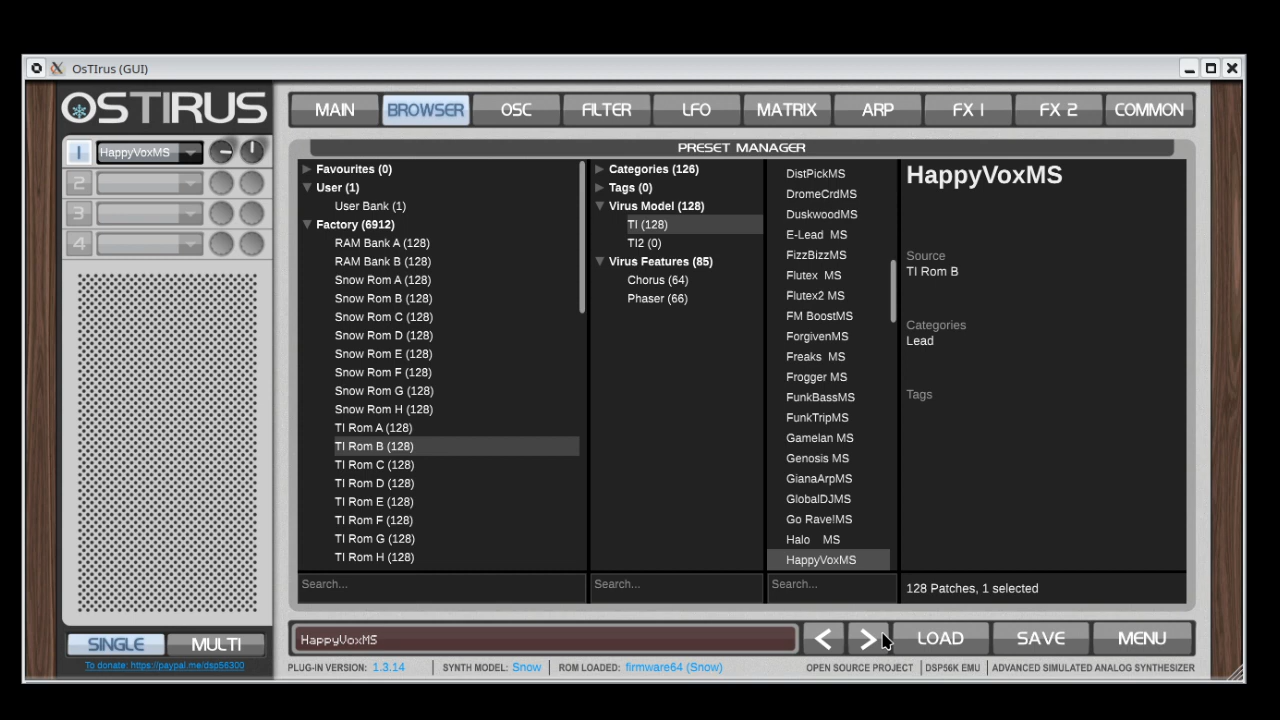 OsTIrus (GUI)
OSTIRUS
MAIN
BROWSER
OSC
FILTER
LFO
MATRIX
ARP
FX 1
FX 2
COMMON
1
HappyVoxMS
2
3
4
PRESET MANAGER
Favourites (0)
User (1)
User Bank (1)
Factory (6912)
RAM Bank A (128)
RAM Bank B (128)
Snow Rom A (128)
Snow Rom B (128)
Snow Rom C (128)
Snow Rom D (128)
Snow Rom E (128)
Snow Rom F (128)
Snow Rom G (128)
Snow Rom H (128)
TI Rom A (128)
TI Rom B (128)
TI Rom C (128)
TI Rom D (128)
TI Rom E (128)
TI Rom F (128)
TI Rom G (128)
TI Rom H (128)
Search...
Categories (126)
Tags (0)
Virus Model (128)
TI (128)
TI2 (0)
Virus Features (85)
Chorus (64)
Phaser (66)
Search...
DistPickMS
DromeCrdMS
DuskwoodMS
E-Lead  MS
FizzBizzMS
Flutex  MS
Flutex2 MS
FM BoostMS
ForgivenMS
Freaks  MS
Frogger MS
FunkBassMS
FunkTripMS
Gamelan MS
Genosis MS
GianaArpMS
GlobalDJMS
Go Rave!MS
Halo    MS
HappyVoxMS
Search...
HappyVoxMS
Source
TI Rom B
Categories
Lead
Tags
128 Patches, 1 selected
SINGLE
MULTI
To donate: https://paypal.me/dsp56300
HappyVoxMS
<
>
LOAD
SAVE
MENU
PLUG-IN VERSION: 1.3.14
SYNTH MODEL: Snow
ROM LOADED: firmware64 (Snow)
OPEN SOURCE PROJECT
DSP56K EMU
ADVANCED SIMULATED ANALOG SYNTHESIZER